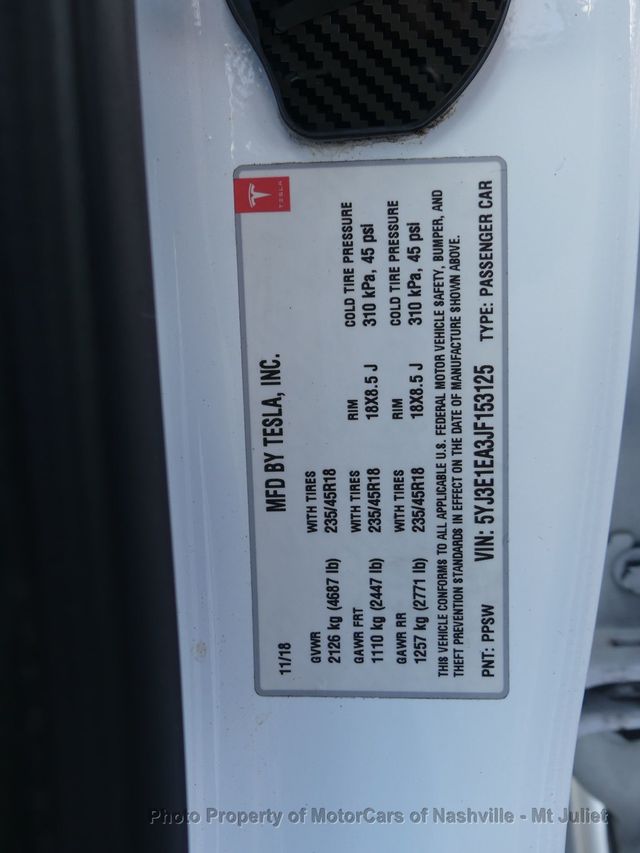 TESLA
11/18
MFD BY TESLA, INC.
GVWR WITH TIRES
2126 kg (4687 lb) 235/45R18
GAWR FRT WITH TIRES RIM COLD TIRE PRESSURE
1110 kg (2447 lb) 235/45R18 18X8.5 J 310 kPa, 45 psi
GAWR RR WITH TIRES RIM COLD TIRE PRESSURE
1257 kg (2771 lb) 235/45R18 18X8.5 J 310 kPa, 45 psi
THIS VEHICLE CONFORMS TO ALL APPLICABLE U.S. FEDERAL MOTOR VEHICLE SAFETY, BUMPER, AND
THEFT PREVENTION STANDARDS IN EFFECT ON THE DATE OF MANUFACTURE SHOWN ABOVE.
PNT: PPSW VIN: 5YJ3E1EA3JF153125 TYPE: PASSENGER CAR
Photo Property of MotorCars of Nashville - Mt Juliet